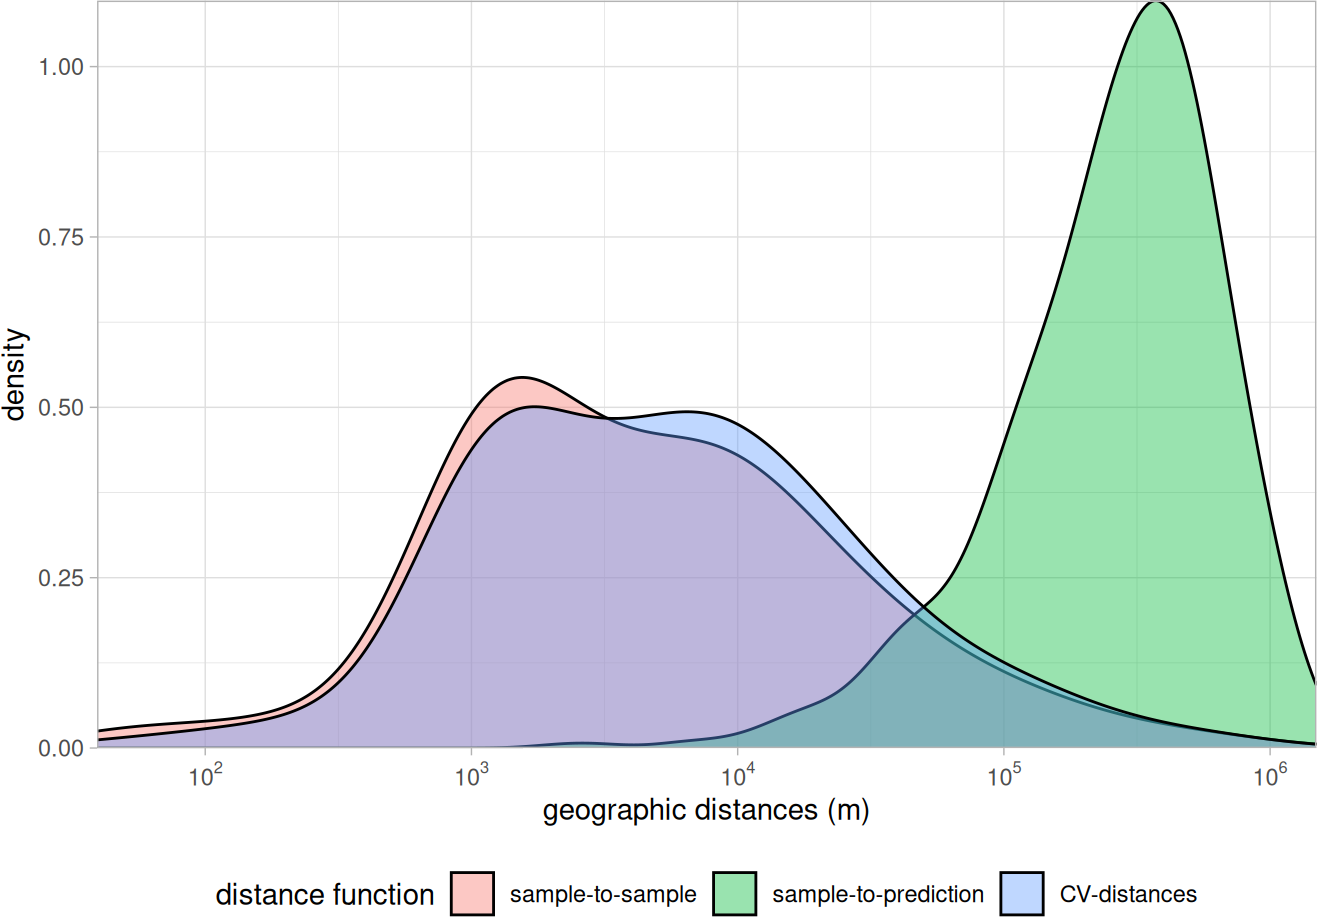 1.00
0.75
0.50
0.25
0.00
density
10² 10³ 10⁴ 10⁵ 10⁶
geographic distances (m)
distance function sample-to-sample sample-to-prediction CV-distances